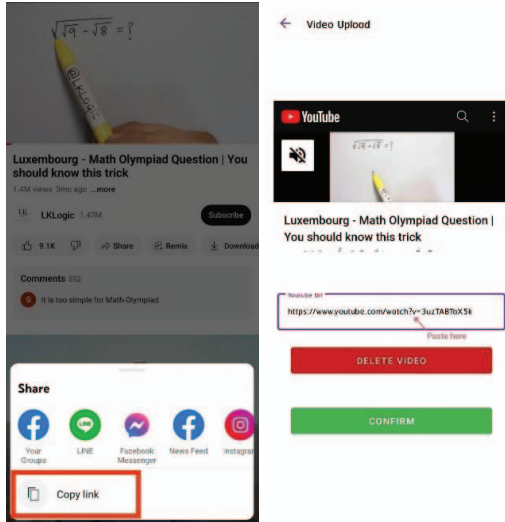 √√9 - √8 = ?
@LKLOGIC
Luxembourg - Math Olympiad Question | You
should know this trick
1.4M views 3mo ago ...more
LK LKLogic 1.47M Subscribe
9.1K Share Remix Download
Comments 592
9 It is too simple for Math-Olympiad.
Share
Your
Groups
LINE
LINE
Facebook
Messenger
News Feed
Instagram
Copy link
Video Upload
YouTube
√√9 - √8 = ?
Luxembourg - Math Olympiad Question |
You should know this trick
Youtube Url
https://www.youtube.com/watch?v=3uzTABToX5k
Paste here
DELETE VIDEO
CONFIRM